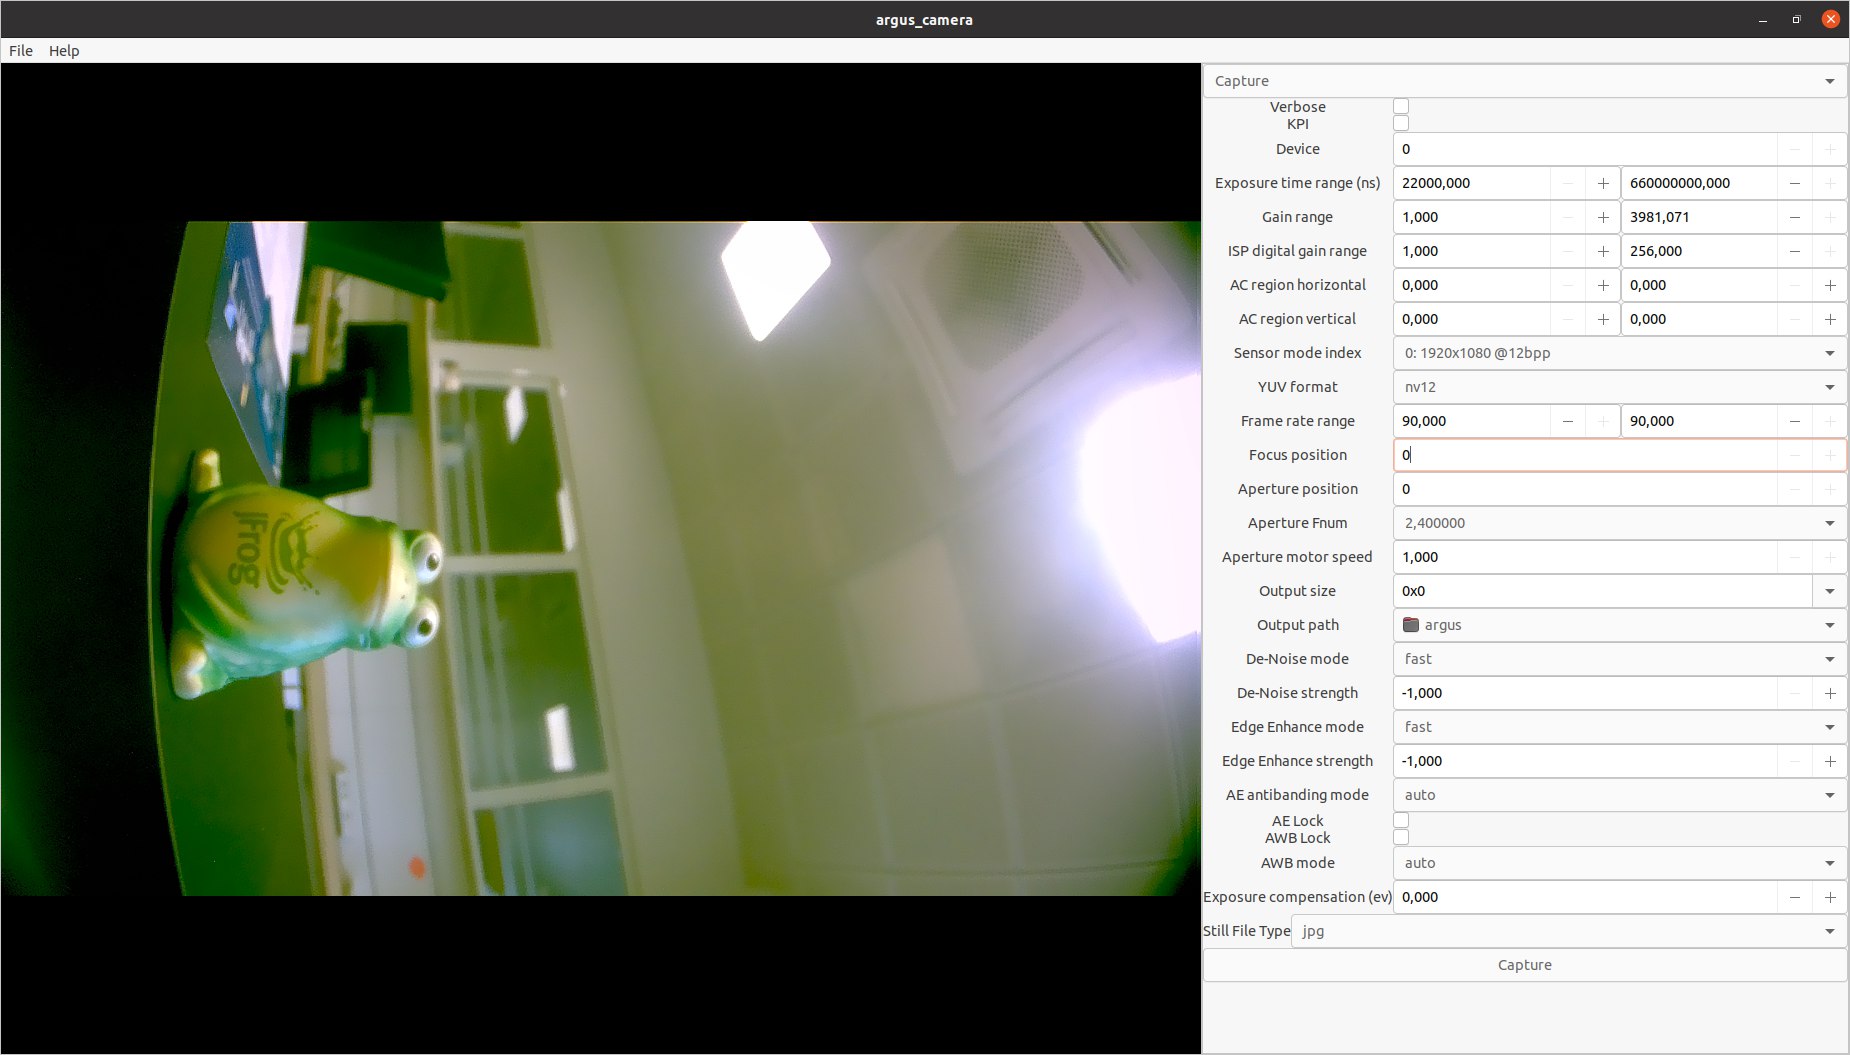 argus_camera
File Help
Capture
Verbose
KPI
Device 0
Exposure time range (ns) 22000,000 660000000,000
Gain range 1,000 3981,071
ISP digital gain range 1,000 256,000
AC region horizontal 0,000 0,000
AC region vertical 0,000 0,000
Sensor mode index 0: 1920x1080 @12bpp
YUV format nv12
Frame rate range 90,000 90,000
Focus position 0
Aperture position 0
Aperture Fnum 2,400000
Aperture motor speed 1,000
Output size 0x0
Output path argus
De-Noise mode fast
De-Noise strength -1,000
Edge Enhance mode fast
Edge Enhance strength -1,000
AE antibanding mode auto
AE Lock
AWB Lock
AWB mode auto
Exposure compensation (ev) 0,000
Still File Type jpg
Capture
JFrog